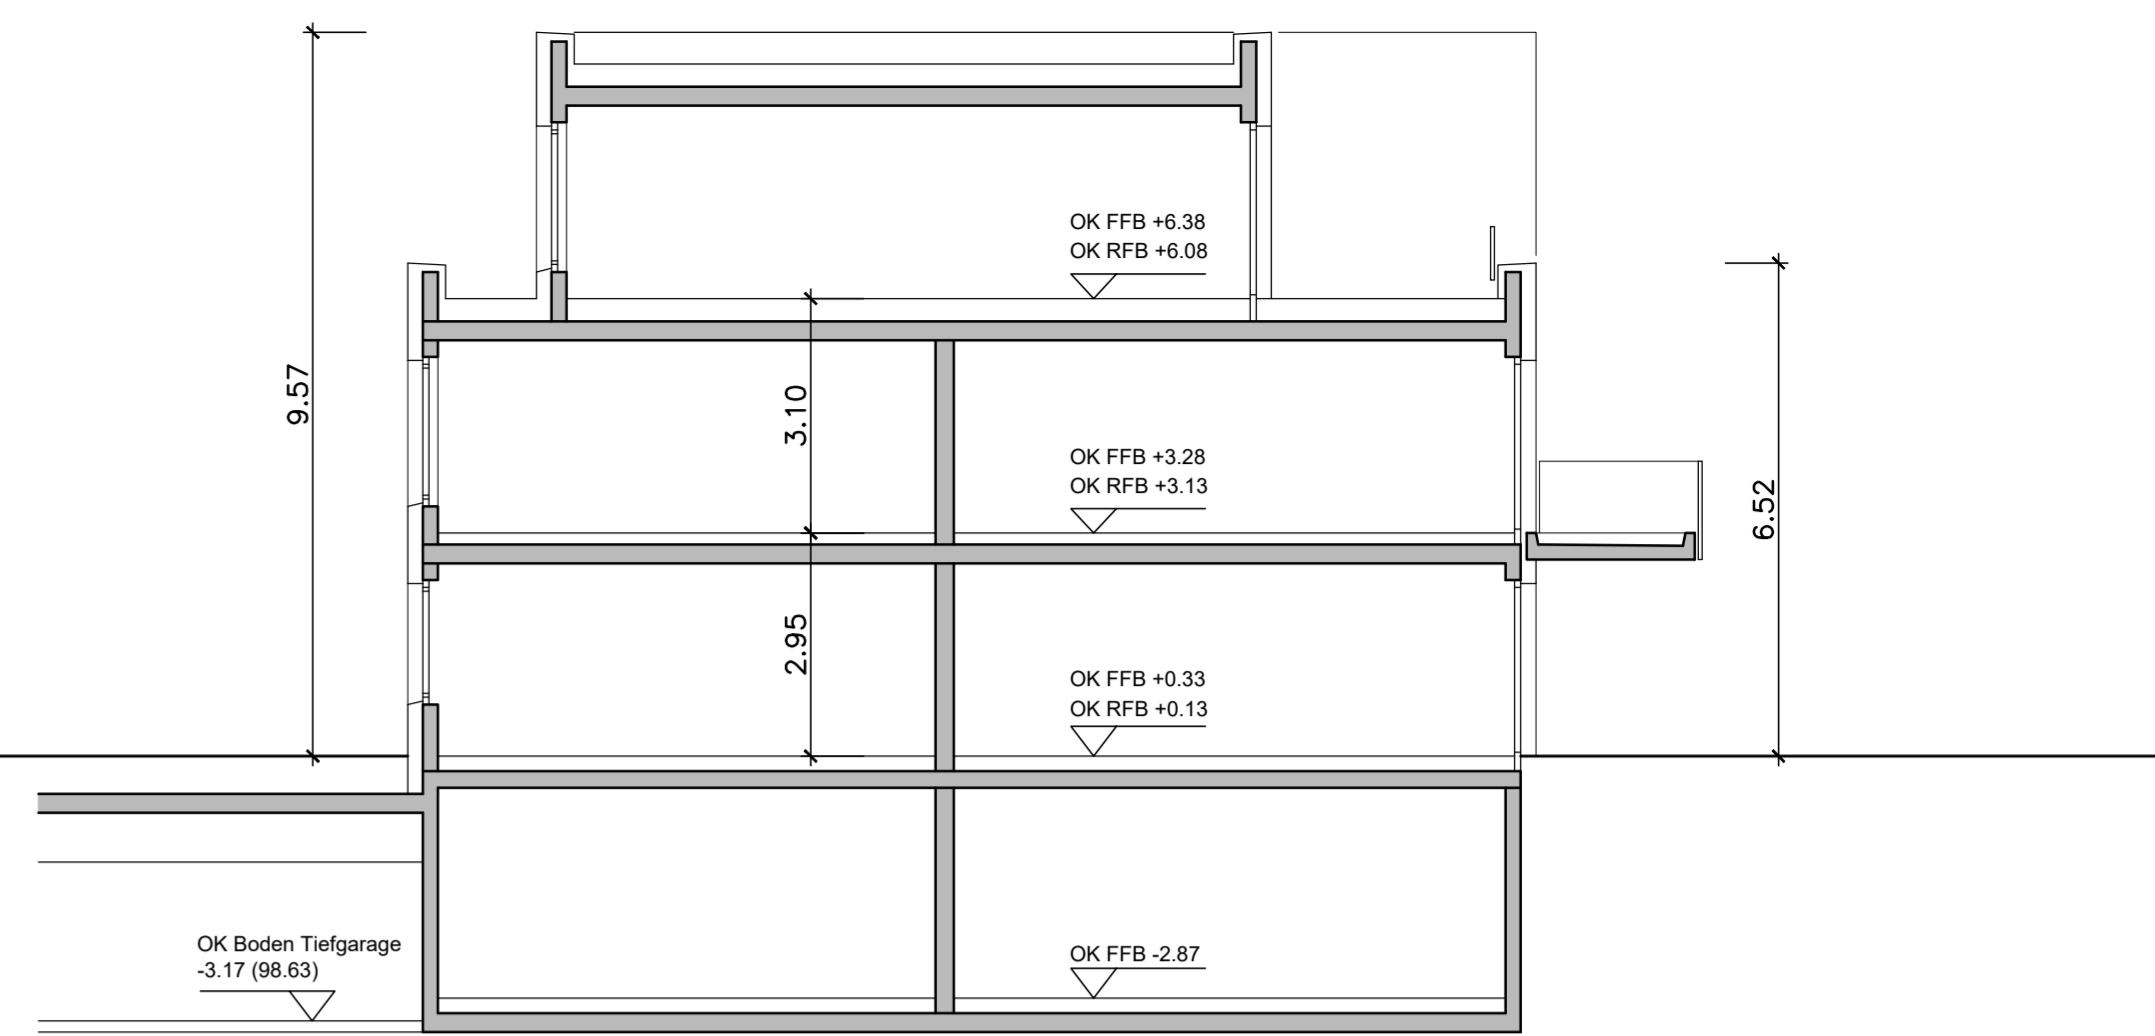 OK FFB +6.38
OK RFB +6.08
9.57
3.10
OK FFB +3.28
OK RFB +3.13
6.52
2.95
OK FFB +0.33
OK RFB +0.13
OK Boden Tiefgarage
-3.17 (98.63)
OK FFB -2.87